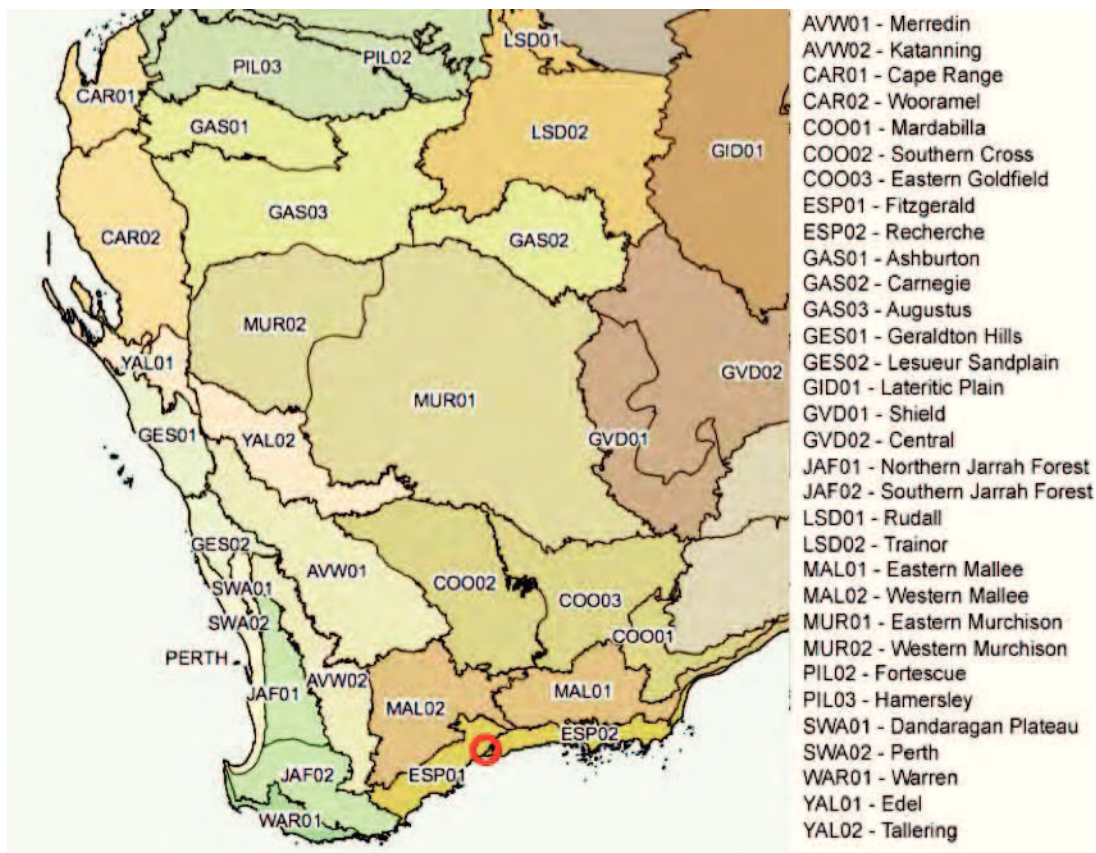 LSD01
PIL02
PIL03
CAR01
GAS01
LSD02
GID01
GAS03
CAR02
GAS02
MUR02
YAL01
GVD02
MUR01
GES01
YAL02
GVD01
GES02
AVW01
COO02
SWA01
COO03
SWA02
COO01
PERTH
AVW02
JAF01
MAL01
MAL02
ESP02
JAF02
ESP01
WAR01
AVW01 - Merredin
AVW02 - Katanning
CAR01 - Cape Range
CAR02 - Wooramel
COO01 - Mardabilla
COO02 - Southern Cross
COO03 - Eastern Goldfield
ESP01 - Fitzgerald
ESP02 - Recherche
GAS01 - Ashburton
GAS02 - Carnegie
GAS03 - Augustus
GES01 - Geraldton Hills
GES02 - Lesueur Sandplain
GID01 - Lateritic Plain
GVD01 - Shield
GVD02 - Central
JAF01 - Northern Jarrah Forest
JAF02 - Southern Jarrah Forest
LSD01 - Rudall
LSD02 - Trainor
MAL01 - Eastern Mallee
MAL02 - Western Mallee
MUR01 - Eastern Murchison
MUR02 - Western Murchison
PIL02 - Fortescue
PIL03 - Hamersley
SWA01 - Dandaragan Plateau
SWA02 - Perth
WAR01 - Warren
YAL01 - Edel
YAL02 - Tallering